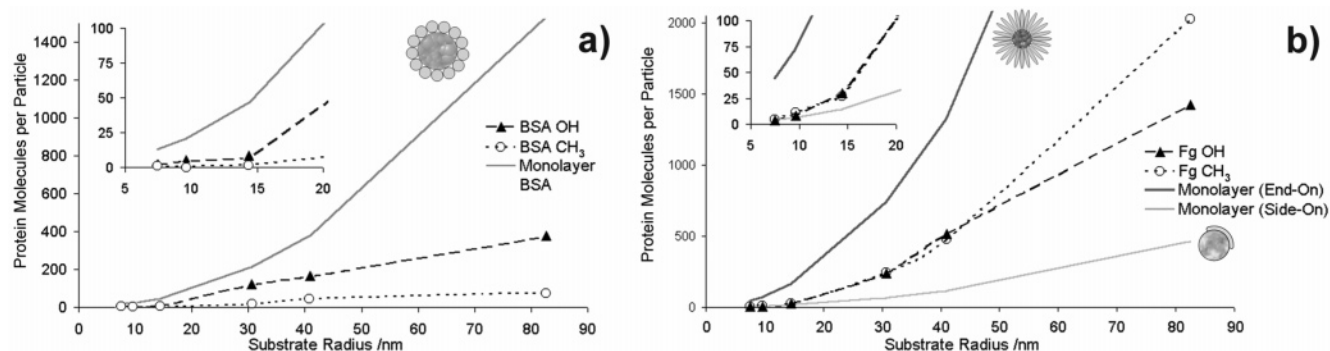 a)
Protein Molecules per Particle
1400
1200
1000
800
600
400
200
0
100
75
50
25
0
5 10 15 20
BSA OH
BSA CH₃
Monolayer
BSA
0 10 20 30 40 50 60 70 80 90
Substrate Radius /nm
b)
Protein Molecules per Particle
2000
1500
1000
500
0
100
75
50
25
0
5 10 15 20
Fg OH
Fg CH₃
Monolayer (End-On)
Monolayer (Side-On)
0 10 20 30 40 50 60 70 80 90
Substrate Radius /nm